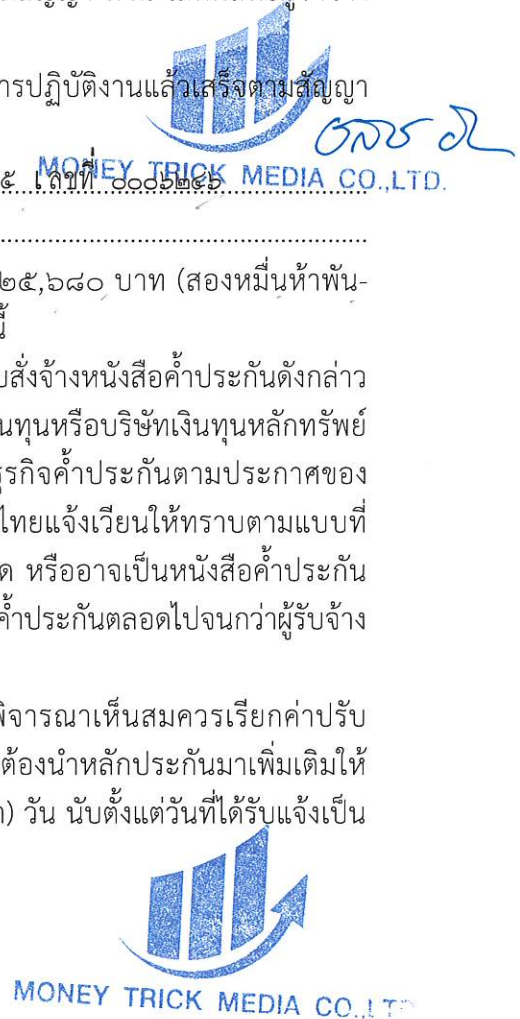 การปฏิบัติงานแล้วเสร็จตามสัญญา
๕ เลขที่ ๐๐๐๖๒๔๖
MONEY TRICK MEDIA CO.,LTD.
๒๕,๖๘๐ บาท (สองหมื่นห้าพัน-
นี้
บสั่งจ้างหนังสือค้ำประกันดังกล่าว
นทุนหรือบริษัทเงินทุนหลักทรัพย์
ธุรกิจค้ำประกันตามประกาศของ
ไทยแจ้งเวียนให้ทราบตามแบบที่
ด หรืออาจเป็นหนังสือค้ำประกัน
ค้ำประกันตลอดไปจนกว่าผู้รับจ้าง
พิจารณาเห็นสมควรเรียกค่าปรับ
ต้องนำหลักประกันมาเพิ่มเติมให้
) วัน นับตั้งแต่วันที่ได้รับแจ้งเป็น
MONEY TRICK MEDIA CO.,LTD